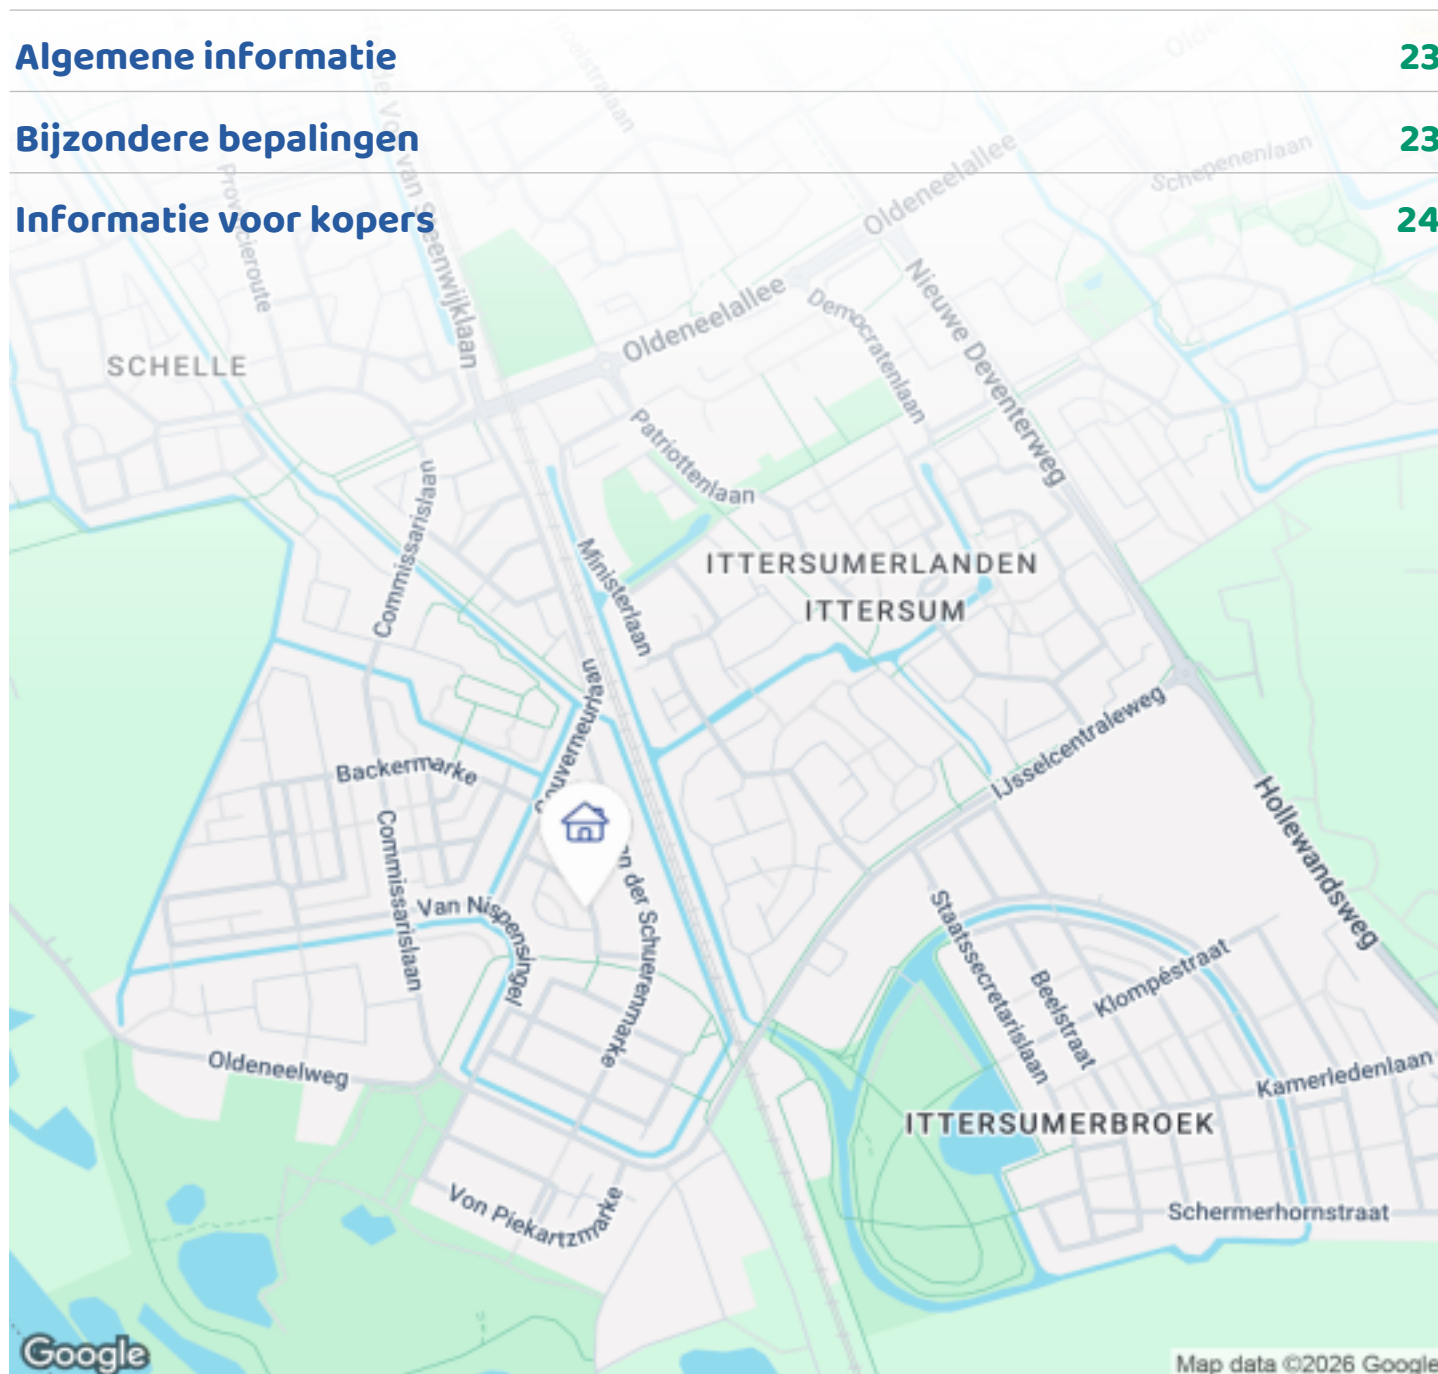 Algemene informatie 23
Bijzondere bepalingen 23
Informatie voor kopers 24
Schepenenlaan
Oldeneelallee
Provincieroute
Oldeneelallee
Nieuwe Deventerweg
Democratenlaan
SCHELLE
Patriottenlaan
Commissarislaan
Ministerlaan
ITTERSUMERLANDEN
ITTERSUM
IJsselcentraleweg
Backermarke
Hollewandsweg
Commissarislaan
Van Nispensingel
Staatssecretarislaan
Beelstraat
Klompéstraat
Oldeneelweg
Kamerledenlaan
ITTERSUMERBROEK
Von Piekartzmarke
Schermerhornstraat
Google
Map data ©2026 Google